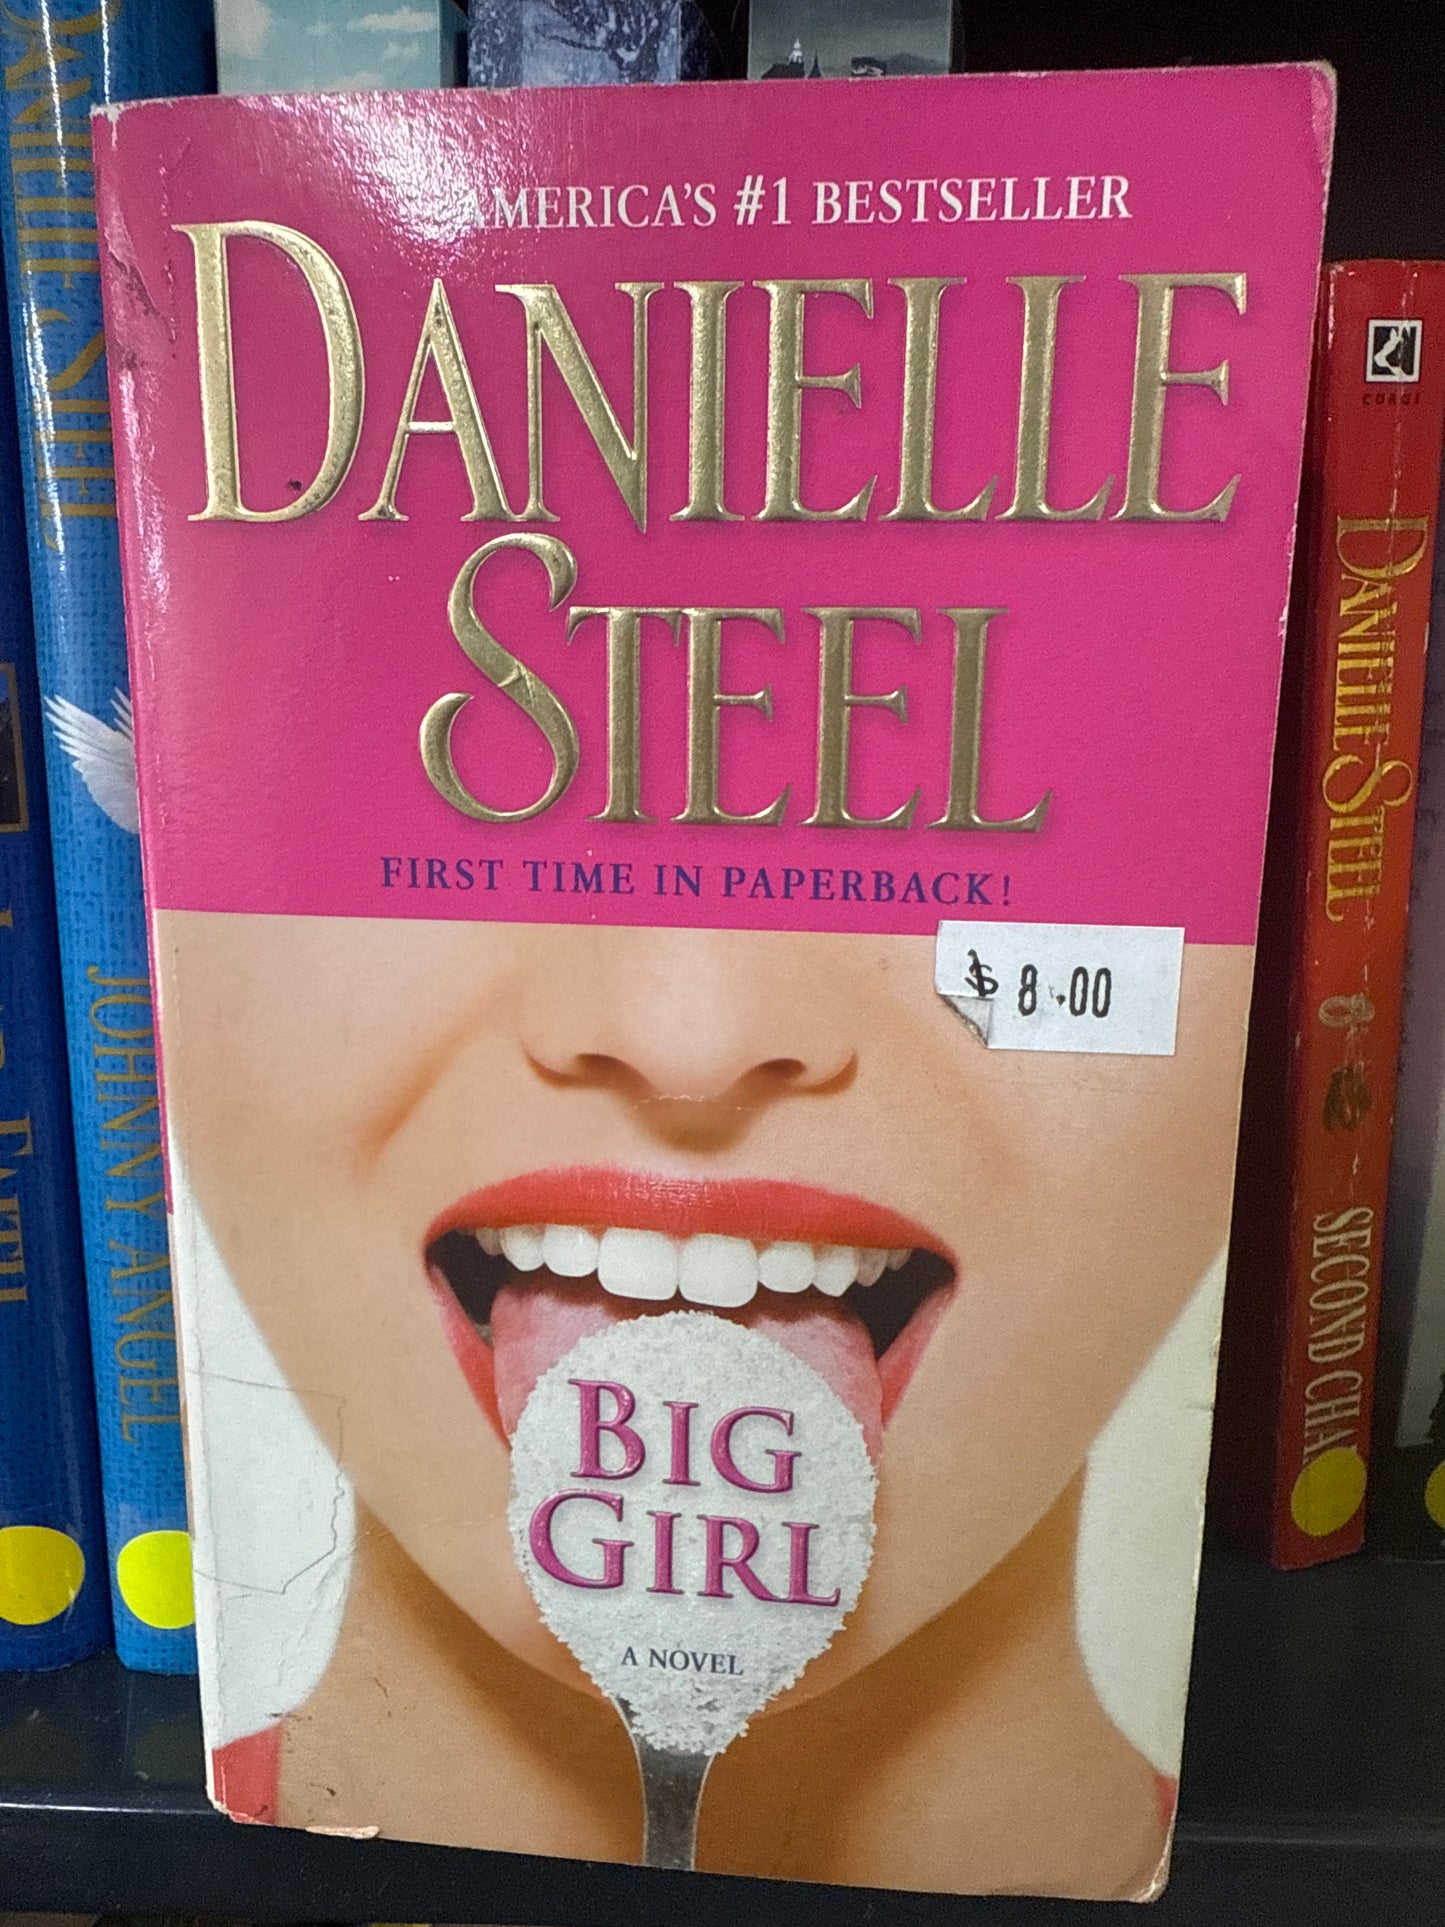 AMERICA'S #1 BESTSELLER
DANIELLE
STEEL
FIRST TIME IN PAPERBACK!
$ 8.00
BIG
GIRL
A NOVEL
DANIELLE STEEL
JOHNNY ANGEL
CORGI
DANIELLE STEEL
SECOND